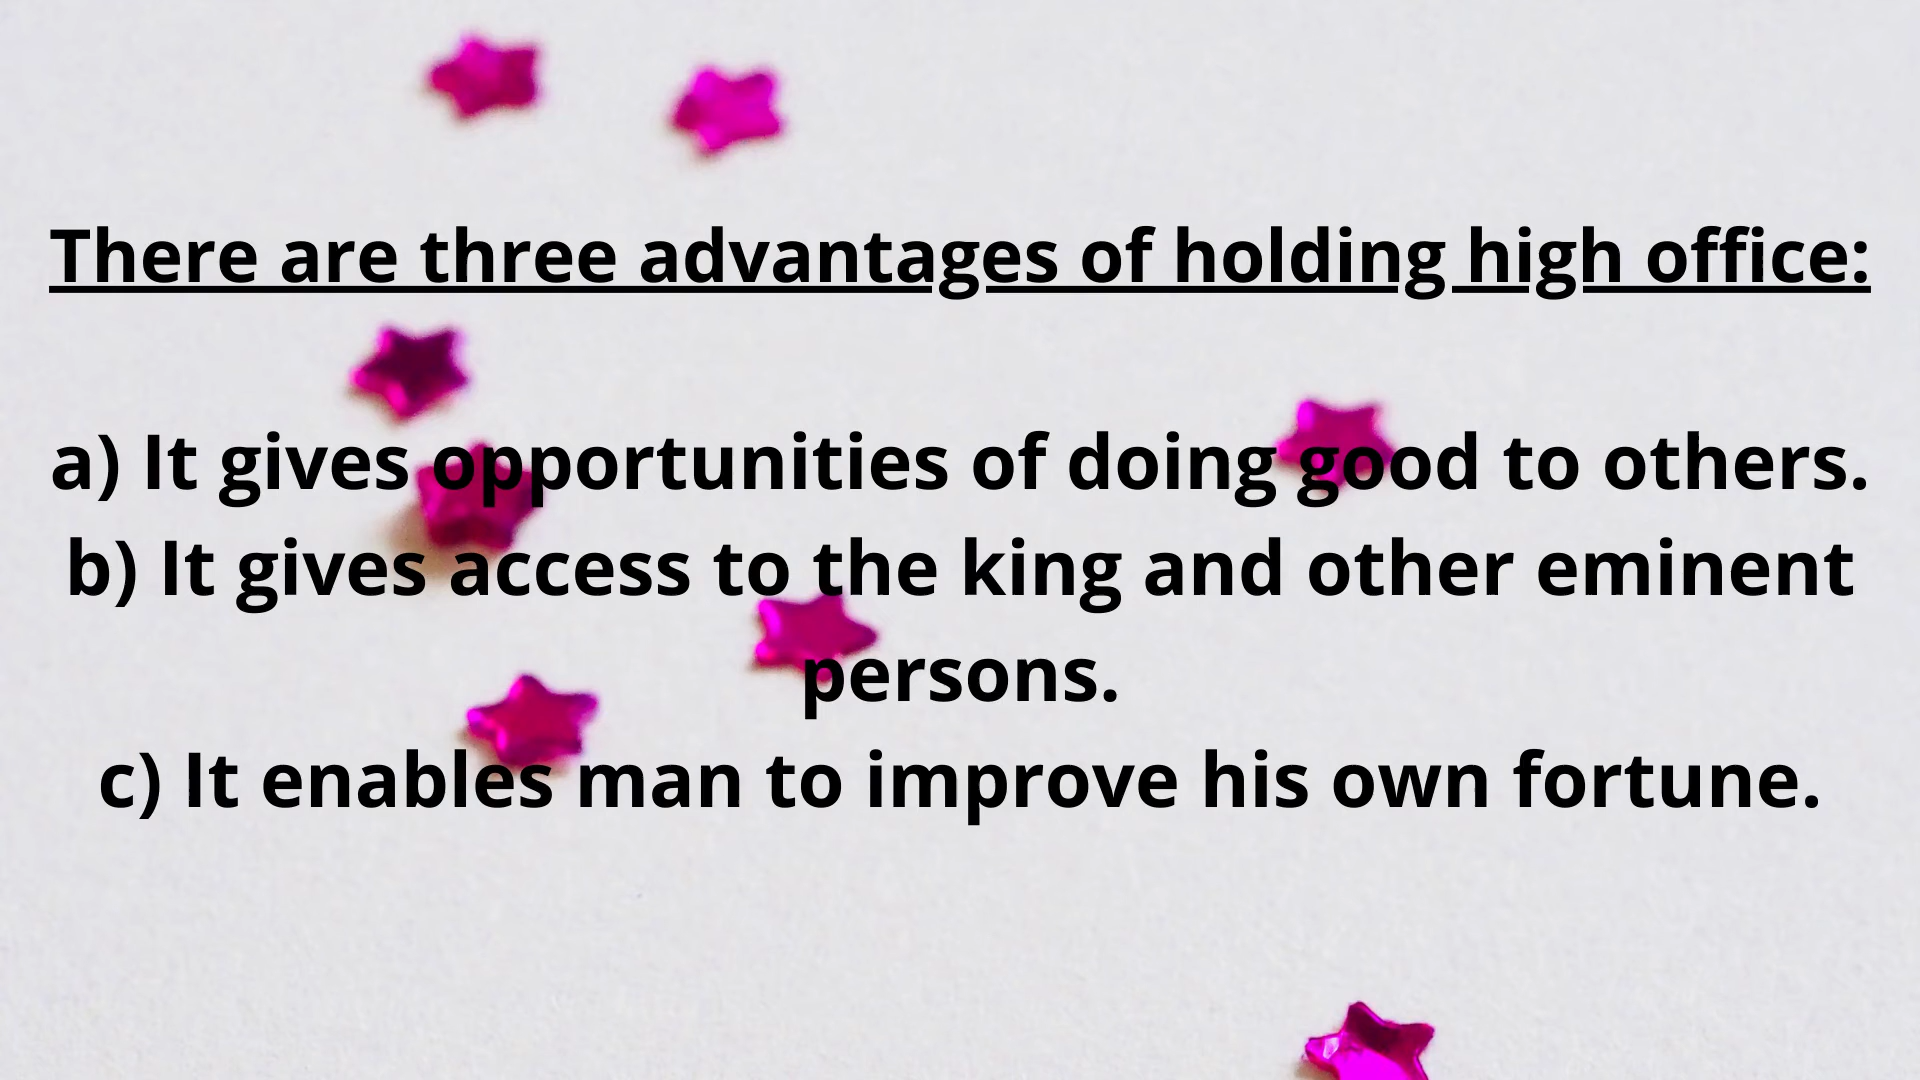 There are three advantages of holding high office:
a) It gives opportunities of doing good to others.
b) It gives access to the king and other eminent
persons.
c) It enables man to improve his own fortune.